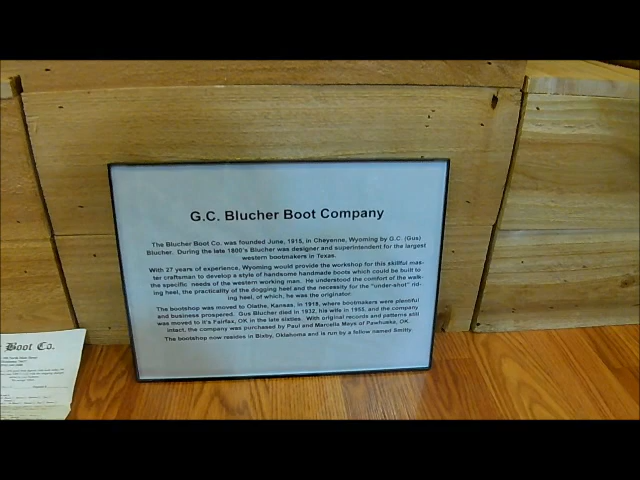 G.C. Blucher Boot Company
The Blucher Boot Co. was founded June, 1915, in Cheyenne, Wyoming by G.C. (Gus)
Blucher. During the late 1800's Blucher was designer and superintendent for the largest
western bootmakers in Texas.
With 27 years of experience, Wyoming would provide the workshop for this skillful mas-
ter craftsman to develop a style of handsome handmade boots which could be built to
the specific needs of the western working man. He understood the comfort of the walk-
ing heel, the practicality of the dogging heel and the necessity for the "under-shot" rid-
ing heel, of which, he was the originator.
The bootshop was moved to Olathe, Kansas, in 1918, where bootmakers were plentiful
and business prospered. Gus Blucher died in 1932, his wife in 1953, and the company
was moved to it's Fairfax, OK in the late sixties. With original records and patterns still
intact, the company was purchased by Paul and Marcella Mays of Pawhuska, OK.
The bootshop now resides in Bixby, Oklahoma and is run by a fellow named Smitty
Boot Co.